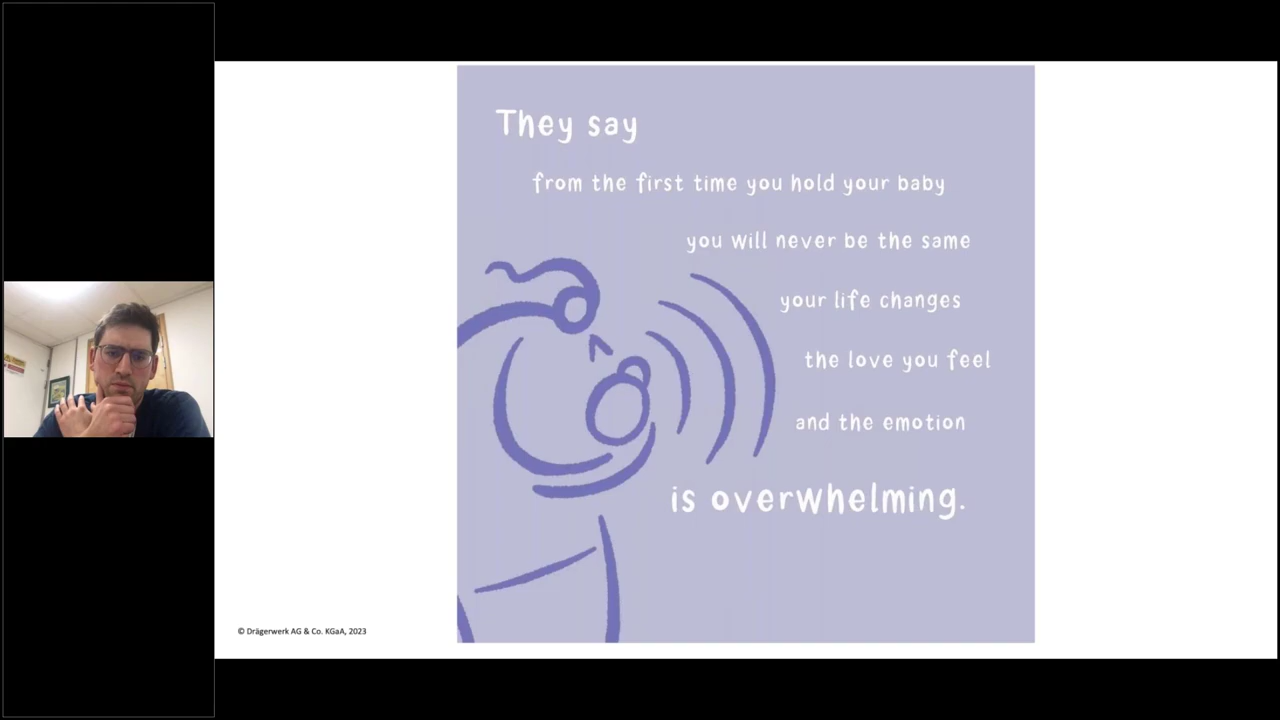 They say
from the first time you hold your baby
you will never be the same
your life changes
the love you feel
and the emotion
is overwhelming.
© Drägerwerk AG & Co. KGaA, 2023